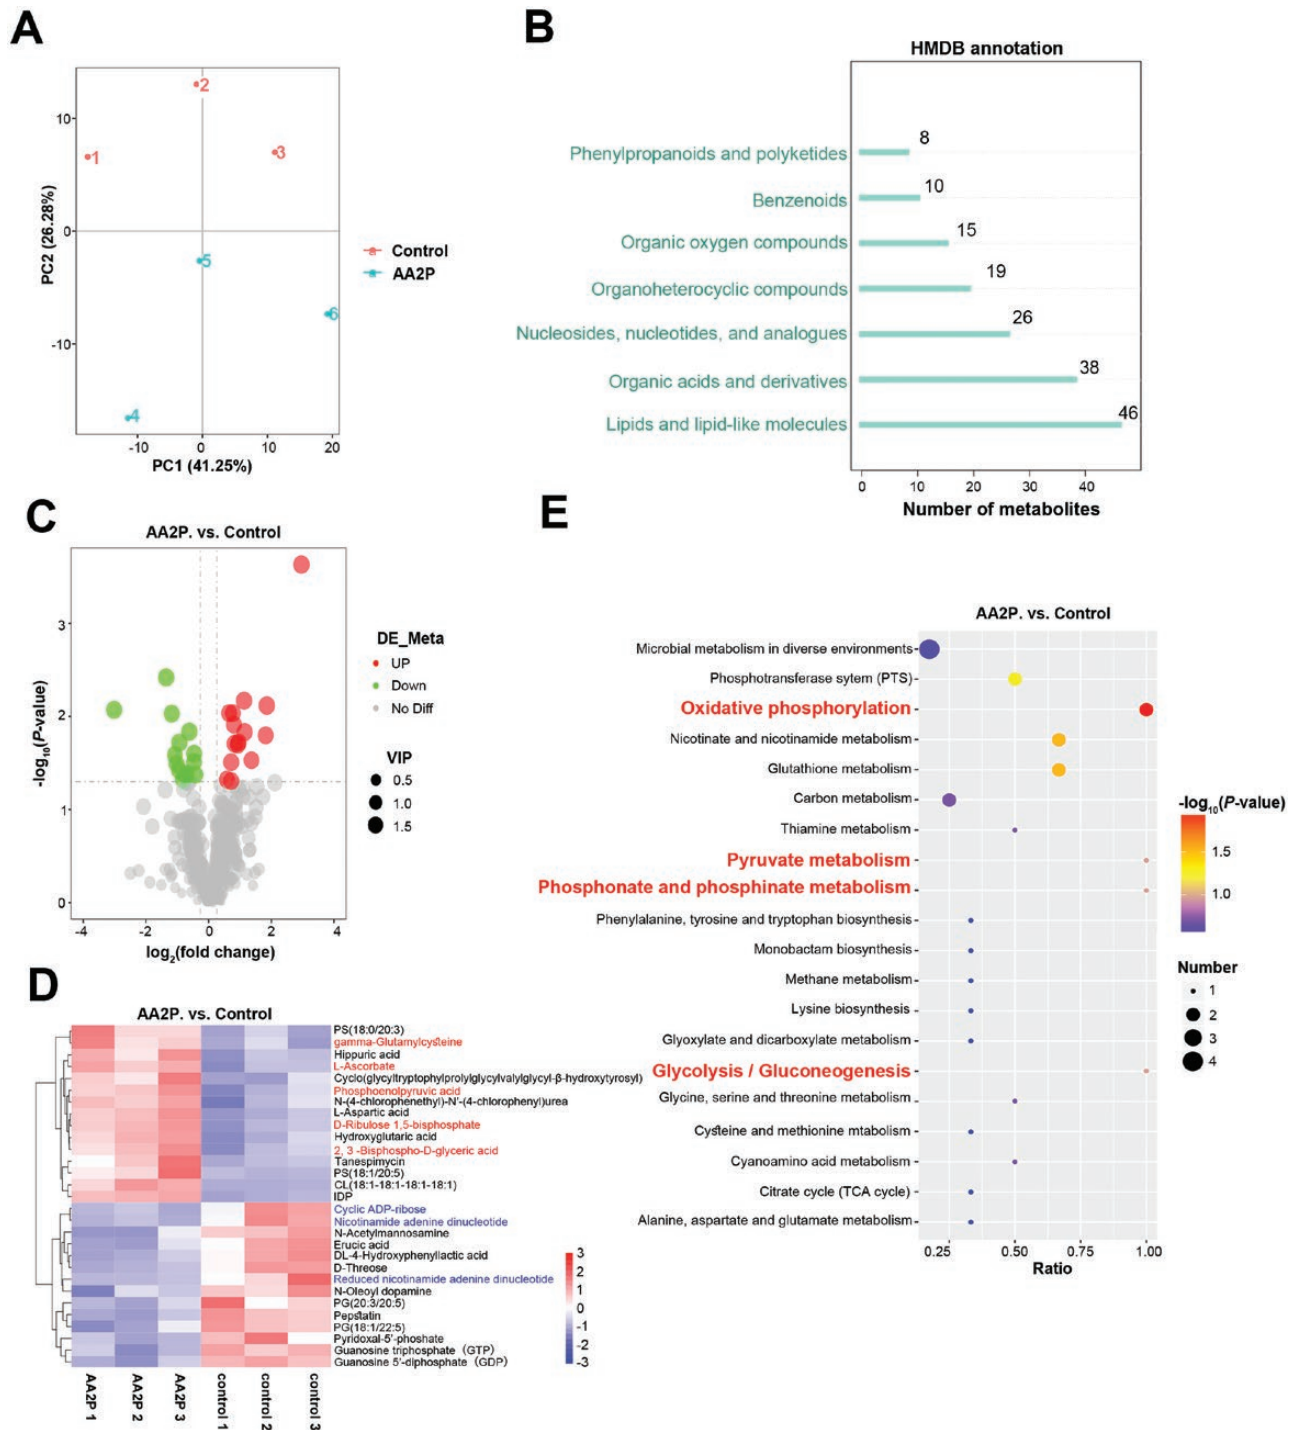 A
2
10
1
3
0
5
6
-10
4
-10
0
10
20
PC1 (41.25%)
PC2 (26.28%)
Control
AA2P
B
HMDB annotation
Phenylpropanoids and polyketides
8
Benzenoids
10
Organic oxygen compounds
15
Organoheterocyclic compounds
19
Nucleosides, nucleotides, and analogues
26
Organic acids and derivatives
38
Lipids and lipid-like molecules
46
0
10
20
30
40
Number of metabolites
C
AA2P. vs. Control
3
2
1
0
-log10(P-value)
-4
-2
0
2
4
log2(fold change)
DE_Meta
UP
Down
No Diff
VIP
0.5
1.0
1.5
D
AA2P. vs. Control
PS(18:0/20:3)
gamma-Glutamylcysteine
Hippuric acid
L-Ascorbate
Cyclo(glycyltryptophylprolylglycylvalylglycyl-β-hydroxytyrosyl)
Phosphoenolpyruvic acid
N-(4-chlorophenethyl)-N'-(4-chlorophenyl)urea
L-Aspartic acid
D-Ribulose 1,5-bisphosphate
Hydroxyglutaric acid
2, 3 -Bisphospho-D-glyceric acid
Tanespimycin
PS(18:1/20:5)
CL(18:1-18:1-18:1-18:1)
IDP
Cyclic ADP-ribose
Nicotinamide adenine dinucleotide
N-Acetylmannosamine
Erucic acid
DL-4-Hydroxyphenyllactic acid
D-Threose
Reduced nicotinamide adenine dinucleotide
N-Oleoyl dopamine
PG(20:3/20:5)
Pepstatin
PG(18:1/22:5)
Pyridoxal-5'-phoshate
Guanosine triphosphate（GTP）
Guanosine 5'-diphosphate（GDP）
3
2
1
0
-1
-2
-3
AA2P 1
AA2P 2
AA2P 3
control 1
control 2
control 3
E
AA2P. vs. Control
Microbial metabolism in diverse environments
Phosphotransferase sytem (PTS)
Oxidative phosphorylation
Nicotinate and nicotinamide metabolism
Glutathione metabolism
Carbon metabolism
Thiamine metabolism
Pyruvate metabolism
Phosphonate and phosphinate metabolism
Phenylalanine, tyrosine and tryptophan biosynthesis
Monobactam biosynthesis
Methane metabolism
Lysine biosynthesis
Glyoxylate and dicarboxylate metabolism
Glycolysis / Gluconeogenesis
Glycine, serine and threonine metabolism
Cysteine and methionine mtabolism
Cyanoamino acid metabolism
Citrate cycle (TCA cycle)
Alanine, aspartate and glutamate metabolism
0.25
0.50
0.75
1.00
Ratio
-log10(P-value)
1.5
1.0
Number
1
2
3
4